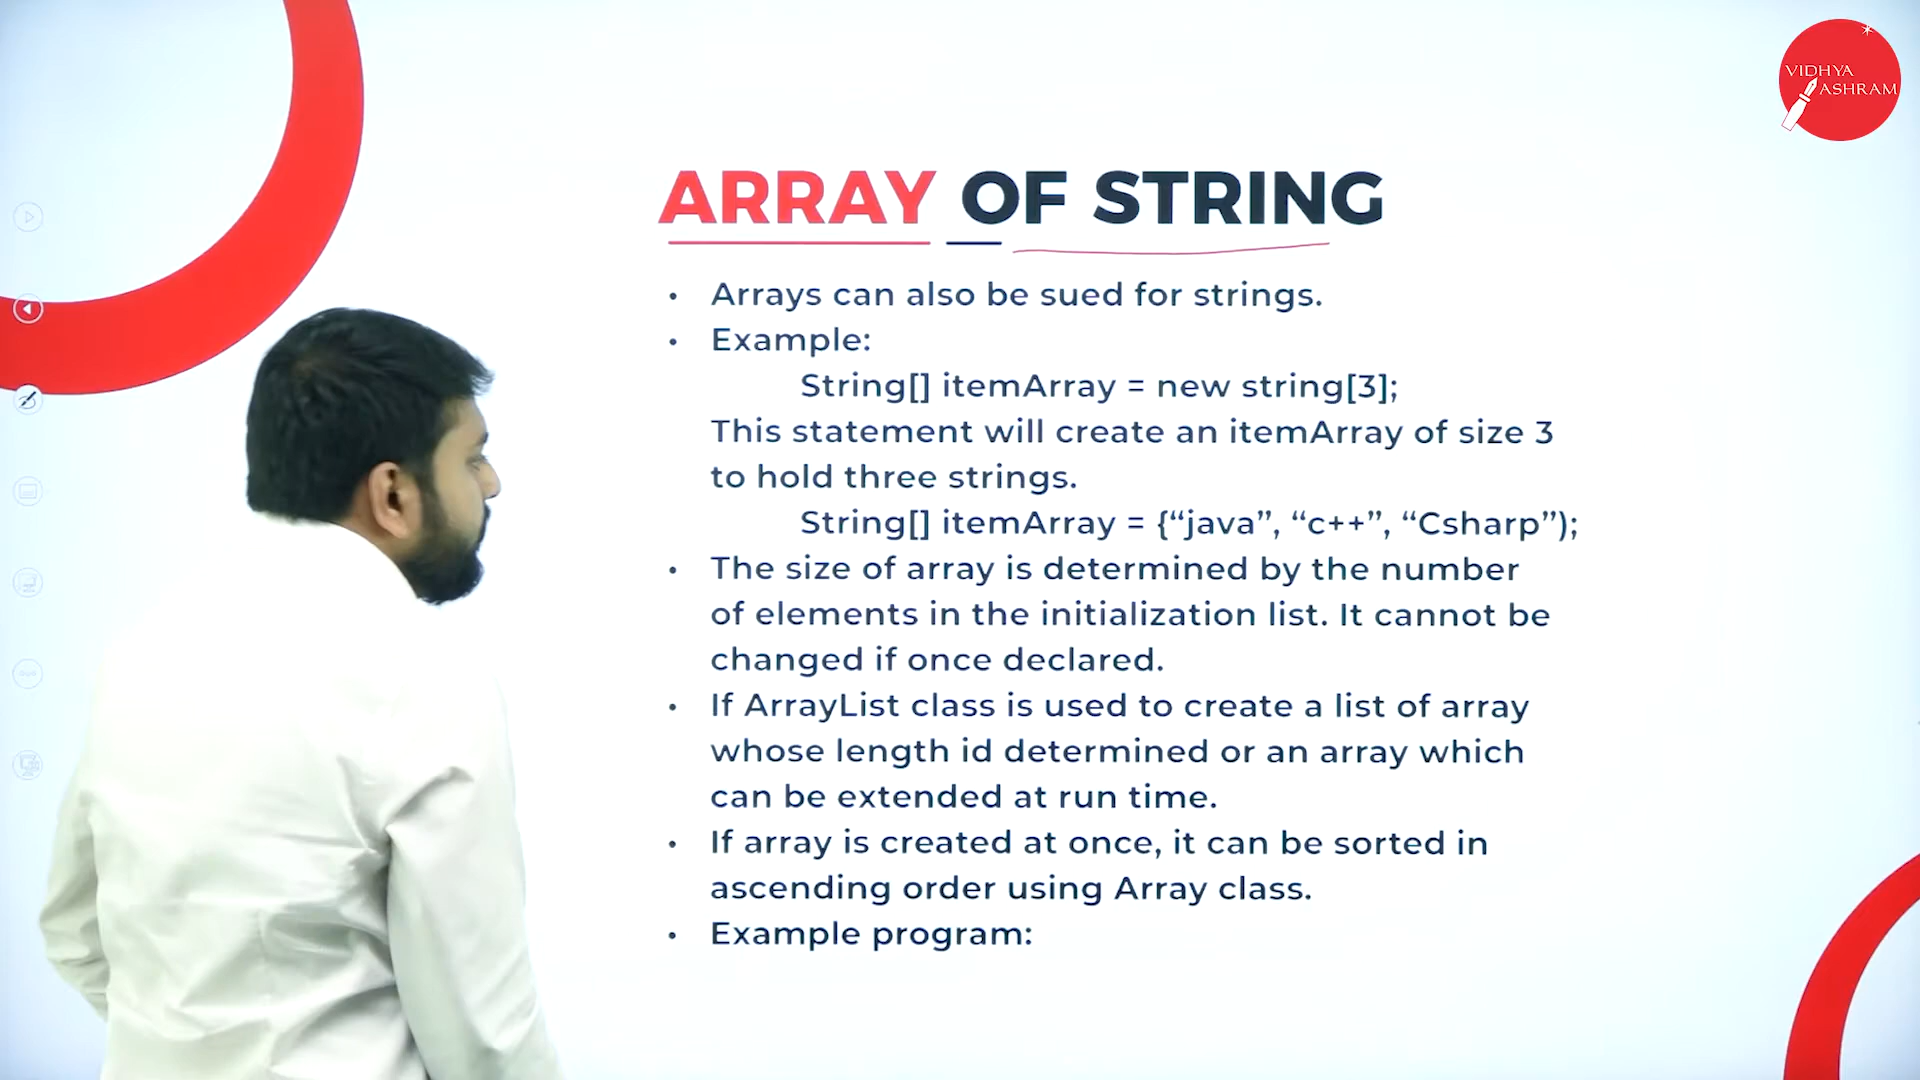 VIDHYA
ASHRAM
ARRAY OF STRING
• Arrays can also be sued for strings.
• Example:
String[] itemArray = new string[3];
This statement will create an itemArray of size 3
to hold three strings.
String[] itemArray = {“java”, “c++”, “Csharp”);
• The size of array is determined by the number
of elements in the initialization list. It cannot be
changed if once declared.
• If ArrayList class is used to create a list of array
whose length id determined or an array which
can be extended at run time.
• If array is created at once, it can be sorted in
ascending order using Array class.
• Example program: